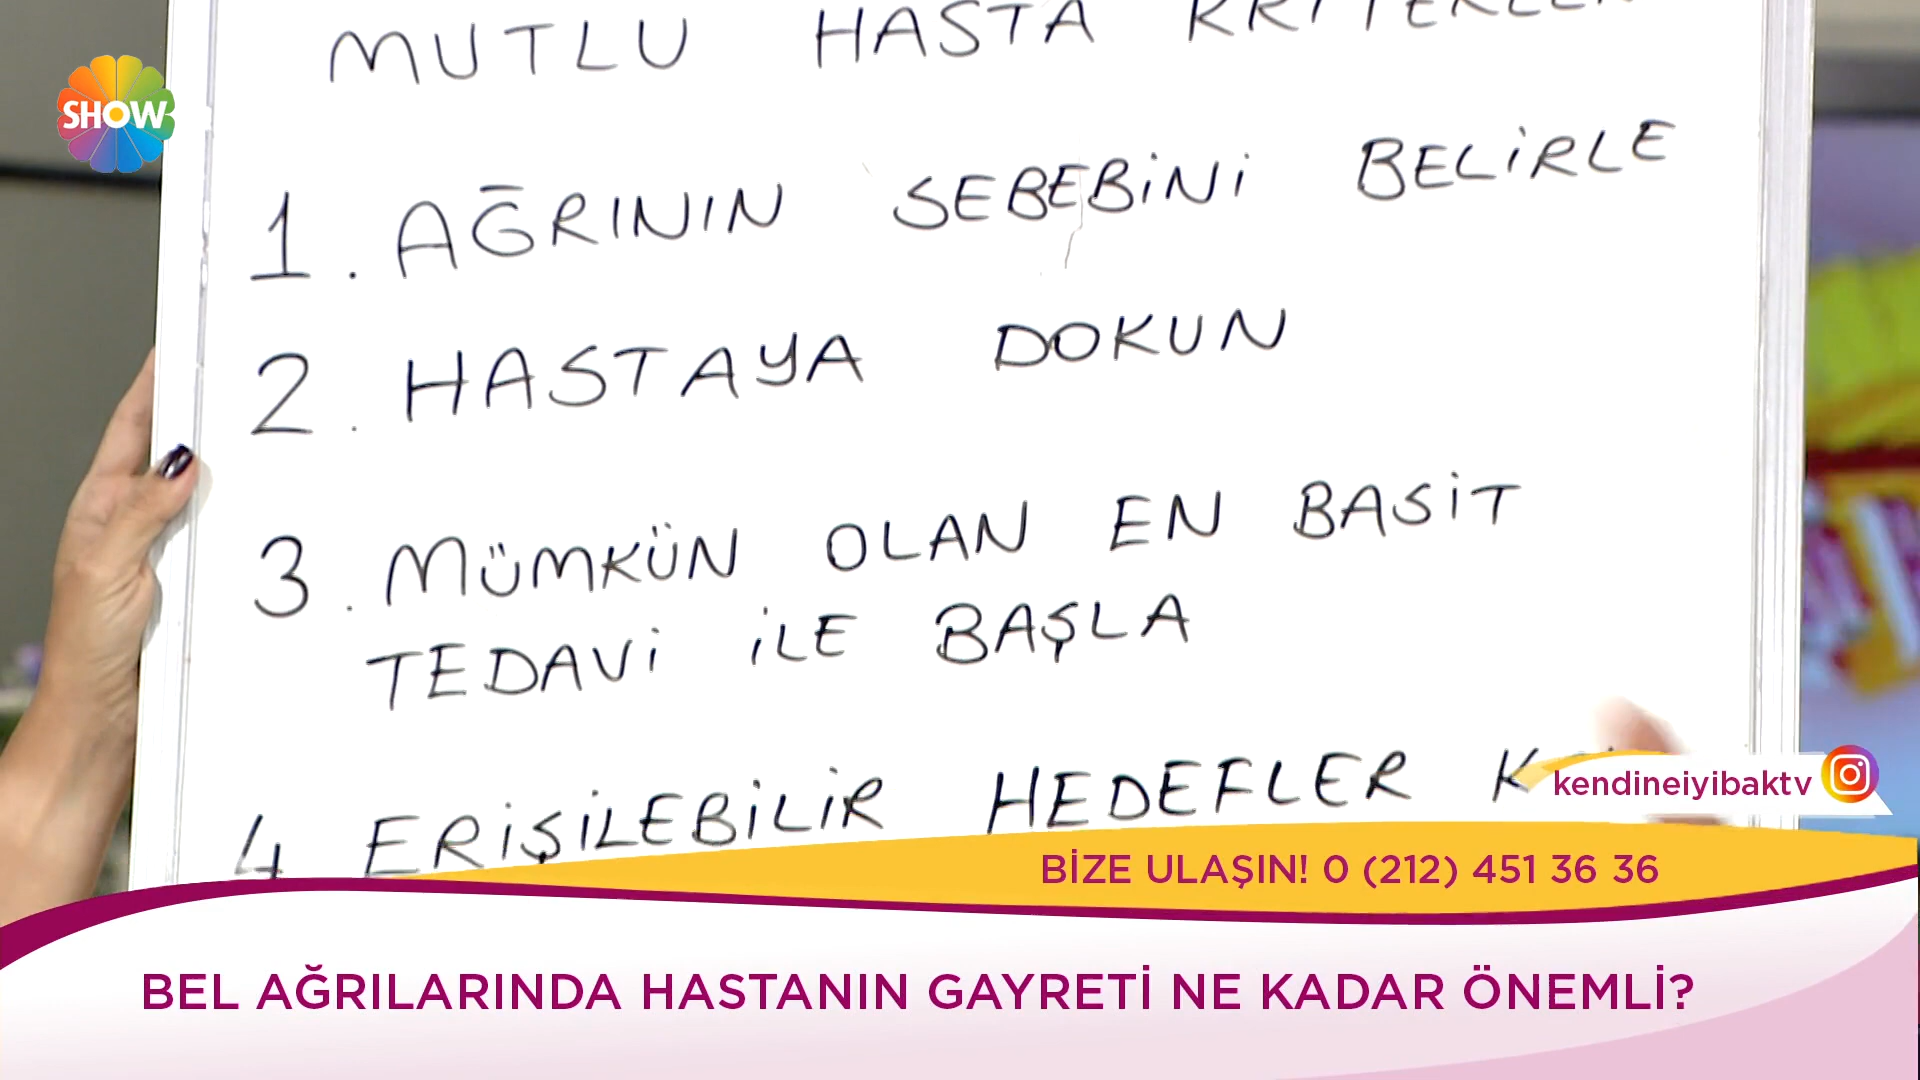 MUTLU HASTA
SHOW
1. AĞRININ SEBEBİNİ BELİRLE
2. HASTAYA DOKUN
3. MÜMKÜN OLAN EN BASİT
TEDAVİ İLE BAŞLA
4 ERİŞİLEBİLİR HEDEFLER
kendineiyibaktv
BİZE ULAŞIN! 0 (212) 451 36 36
BEL AĞRILARINDA HASTANIN GAYRETİ NE KADAR ÖNEMLİ?